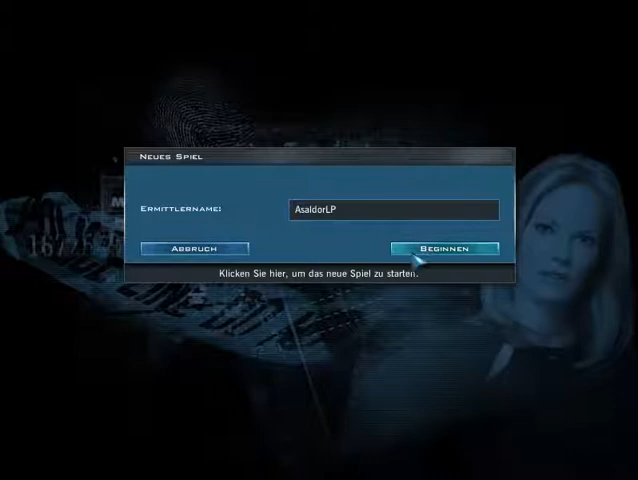 Neues Spiel
Ermittlername:
AsaldorLP
Abbruch
Beginnen
Klicken Sie hier, um das neue Spiel zu starten.